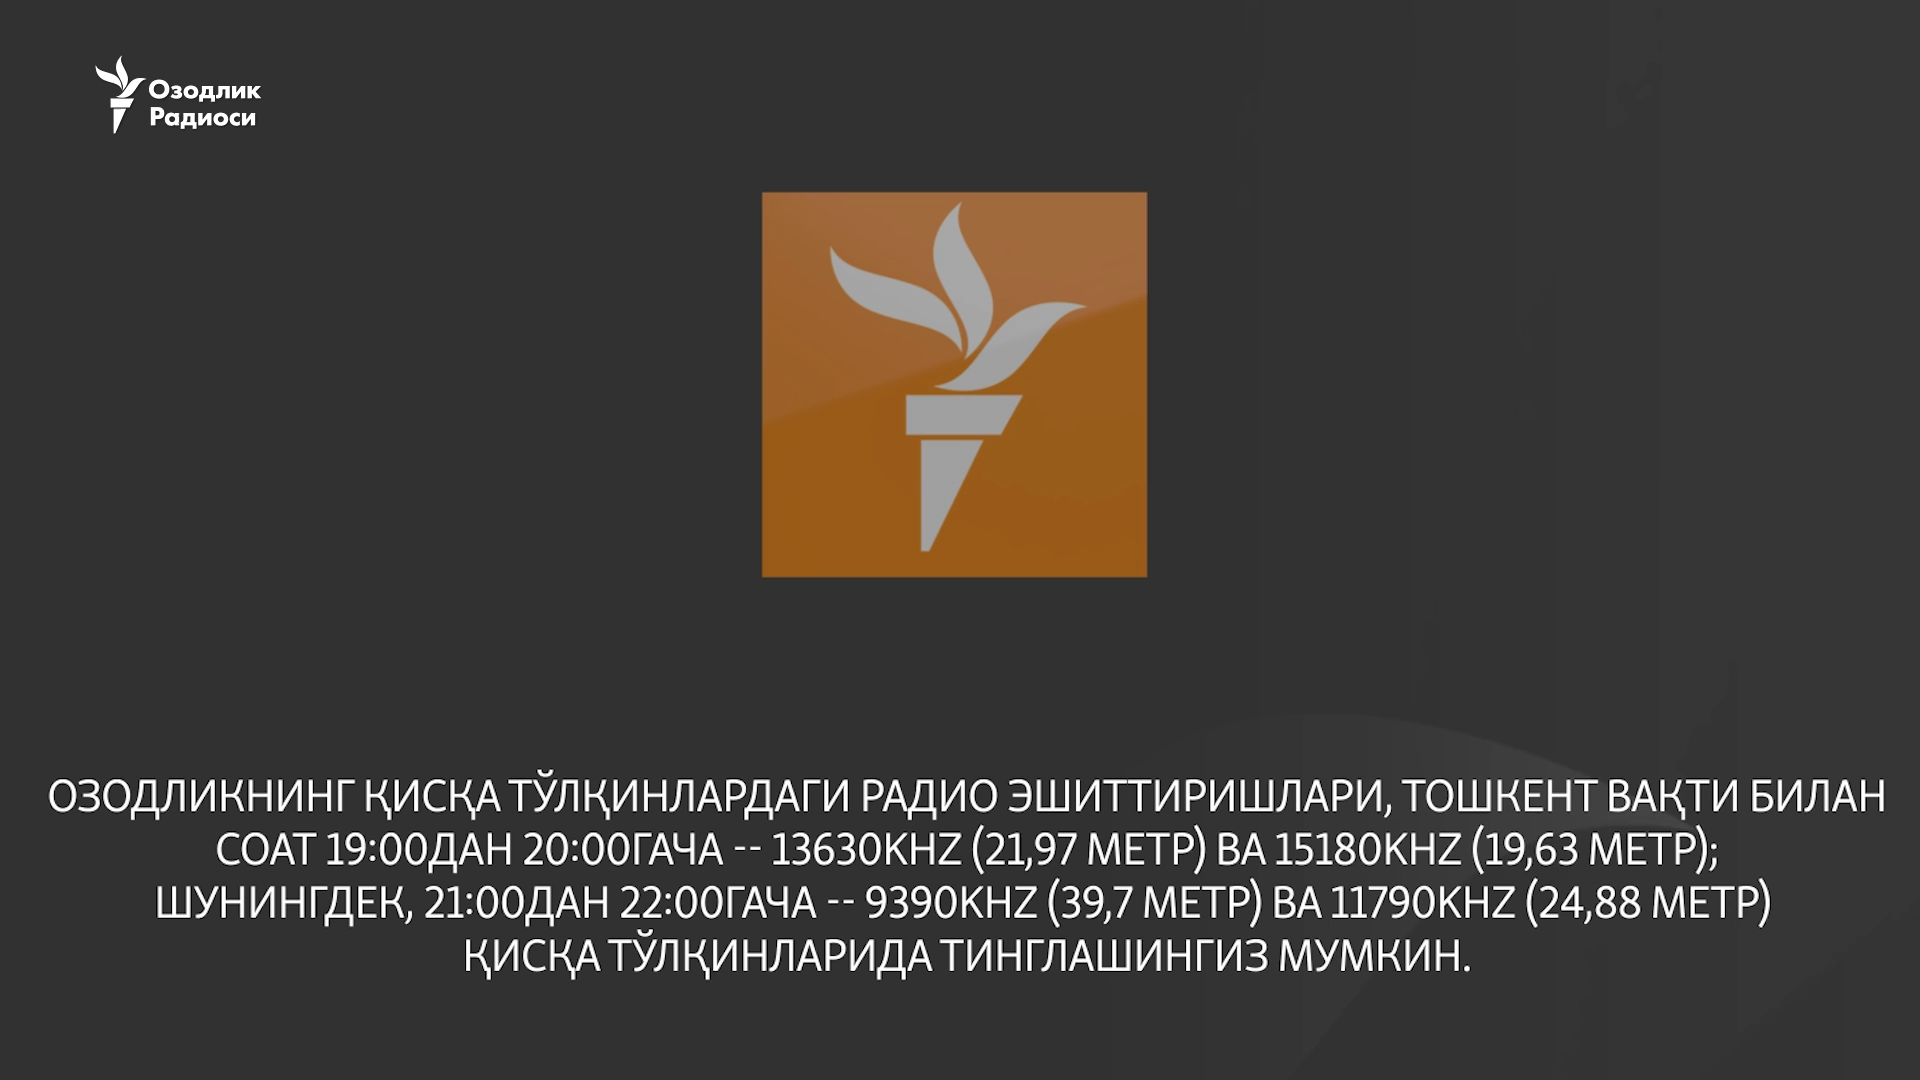 Озодлик
Радиоси
ОЗОДЛИКНИНГ ҚИСҚА ТЎЛҚИНЛАРДАГИ РАДИО ЭШИТТИРИШЛАРИ, ТОШКЕНТ ВАҚТИ БИЛАН
СОАТ 19:00ДАН 20:00ГАЧА -- 13630KHZ (21,97 МЕТР) ВА 15180KHZ (19,63 МЕТР);
ШУНИНГДЕК, 21:00ДАН 22:00ГАЧА -- 9390KHZ (39,7 МЕТР) ВА 11790KHZ (24,88 МЕТР)
ҚИСҚА ТЎЛҚИНЛАРИДА ТИНГЛАШИНГИЗ МУМКИН.